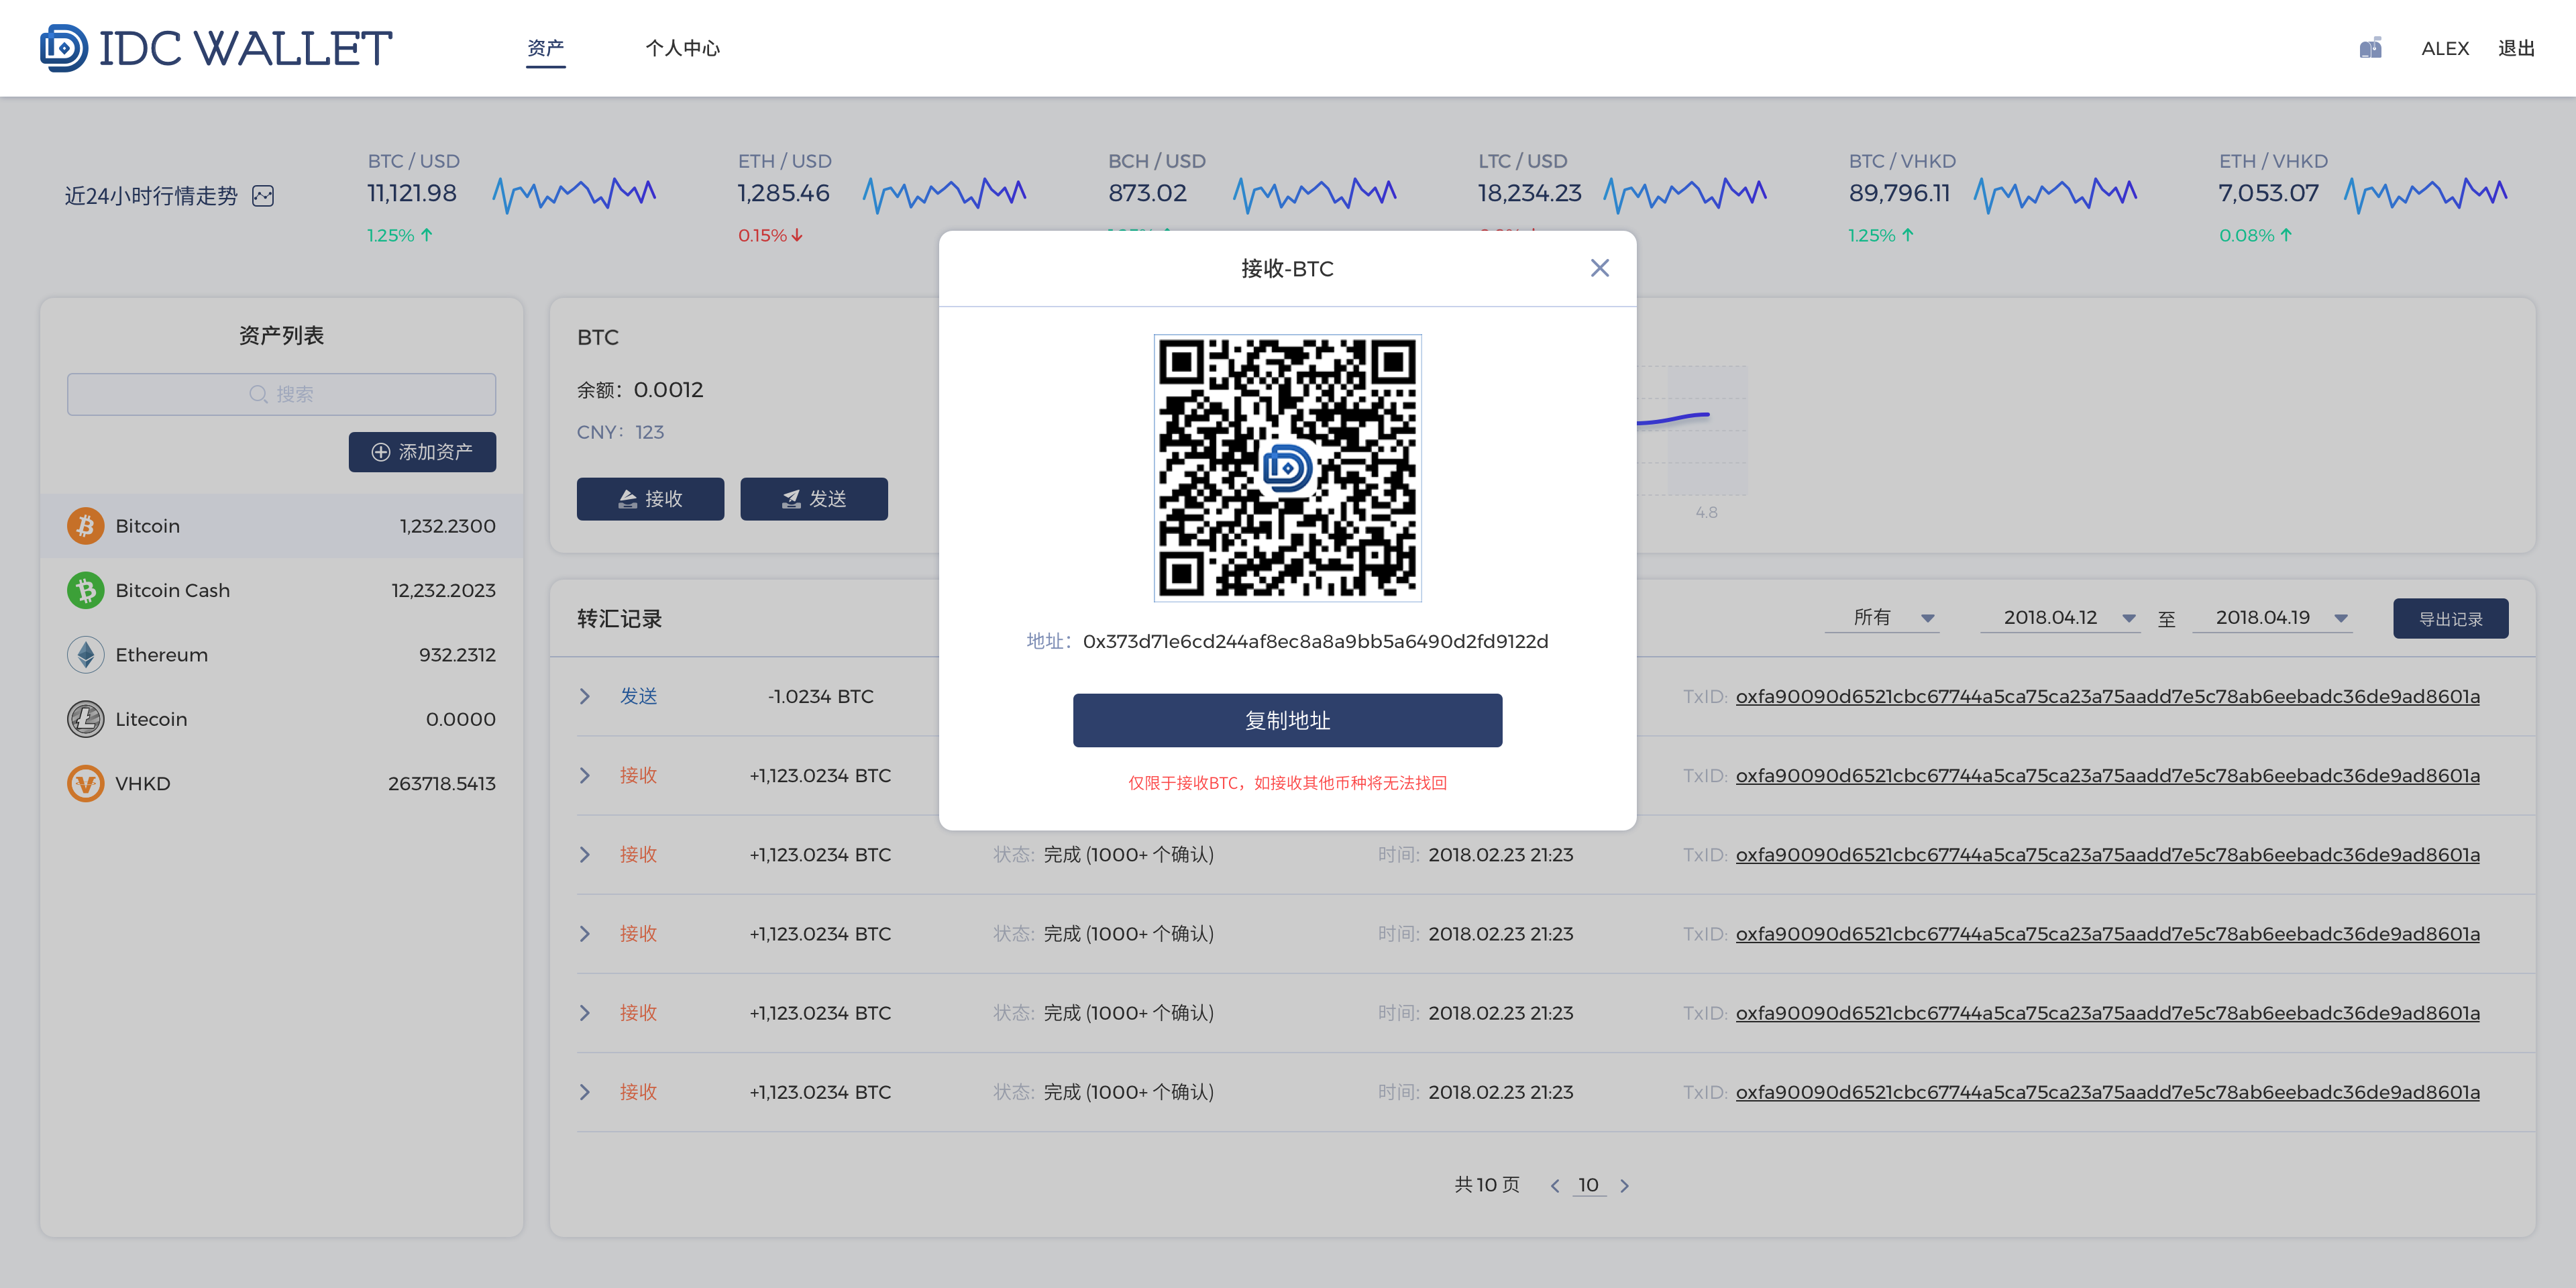 IDC WALLET
资产
个人中心
ALEX
退出
近24小时行情走势
BTC / USD
11,121.98
1.25%
ETH / USD
1,285.46
0.15%
BCH / USD
873.02
LTC / USD
18,234.23
BTC / VHKD
89,796.11
1.25%
ETH / VHKD
7,053.07
0.08%
资产列表
搜索
添加资产
Bitcoin 1,232.2300
Bitcoin Cash 12,232.2023
Ethereum 932.2312
Litecoin 0.0000
VHKD 263718.5413
BTC
余额：0.0012
CNY：123
接收
发送
4.8
接收-BTC
地址：0x373d71e6cd244af8ec8a8a9bb5a6490d2fd9122d
复制地址
仅限于接收BTC，如接收其他币种将无法找回
转汇记录
所有
2018.04.12 至 2018.04.19
导出记录
发送 -1.0234 BTC TxID: oxfa90090d6521cbc67744a5ca75ca23a75aadd7e5c78ab6eebadc36de9ad8601a
接收 +1,123.0234 BTC TxID: oxfa90090d6521cbc67744a5ca75ca23a75aadd7e5c78ab6eebadc36de9ad8601a
接收 +1,123.0234 BTC 状态: 完成 (1000+ 个确认) 时间: 2018.02.23 21:23 TxID: oxfa90090d6521cbc67744a5ca75ca23a75aadd7e5c78ab6eebadc36de9ad8601a
接收 +1,123.0234 BTC 状态: 完成 (1000+ 个确认) 时间: 2018.02.23 21:23 TxID: oxfa90090d6521cbc67744a5ca75ca23a75aadd7e5c78ab6eebadc36de9ad8601a
接收 +1,123.0234 BTC 状态: 完成 (1000+ 个确认) 时间: 2018.02.23 21:23 TxID: oxfa90090d6521cbc67744a5ca75ca23a75aadd7e5c78ab6eebadc36de9ad8601a
接收 +1,123.0234 BTC 状态: 完成 (1000+ 个确认) 时间: 2018.02.23 21:23 TxID: oxfa90090d6521cbc67744a5ca75ca23a75aadd7e5c78ab6eebadc36de9ad8601a
共 10 页 < 10 >